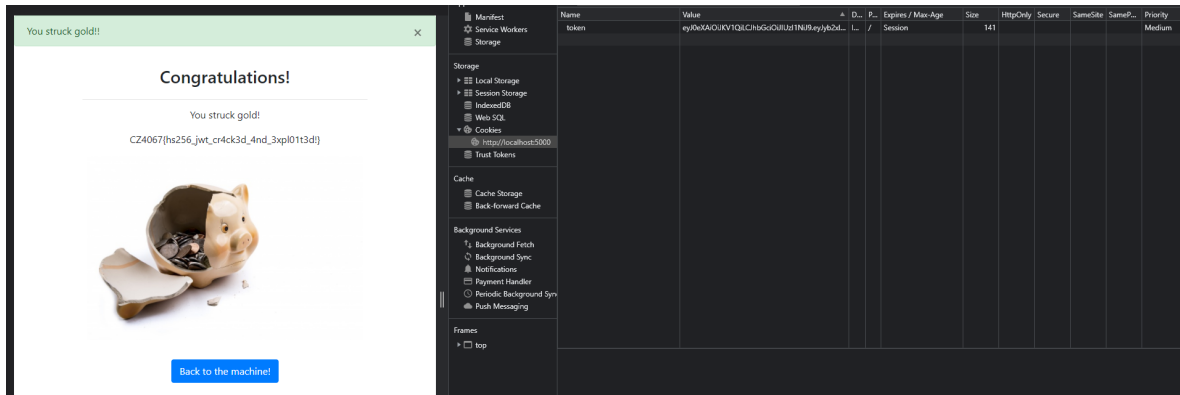 You struck gold!!
×
Congratulations!
You struck gold!
CZ4067{hs256_jwt_cr4ck3d_4nd_3xpl01t3d!}
Back to the machine!
Manifest
Service Workers
Storage
Storage
Local Storage
Session Storage
IndexedDB
Web SQL
Cookies
http://localhost:5000
Trust Tokens
Cache
Cache Storage
Back-forward Cache
Background Services
Background Fetch
Background Sync
Notifications
Payment Handler
Periodic Background Syn
Push Messaging
Frames
top
Name Value D... P... Expires / Max-Age Size HttpOnly Secure SameSite SameP... Priority
token eyJ0eXAiOiJKV1QiLCJhbGciOiJIUzI1NiJ9.eyJyb2xl... l... / Session 141 Medium